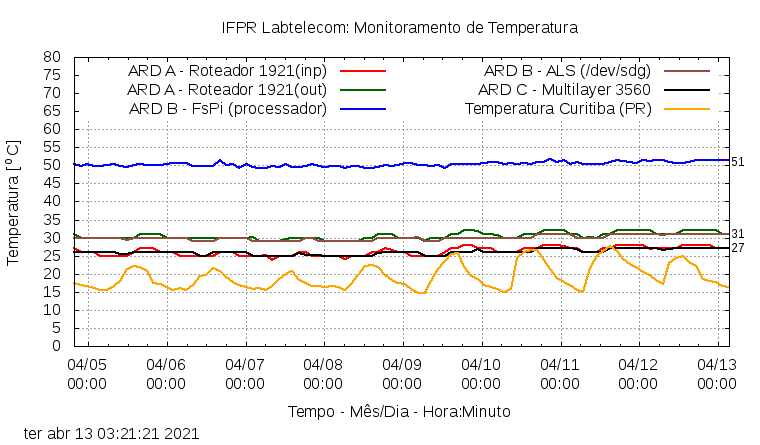 IFPR Labtelecom: Monitoramento de Temperatura
Temperatura [ºC]
80
75
70
65
60
55
50
45
40
35
30
25
20
15
10
5
0
ARD A - Roteador 1921(inp)
ARD A - Roteador 1921(out)
ARD B - FsPi (processador)
ARD B - ALS (/dev/sdg)
ARD C - Multilayer 3560
Temperatura Curitiba (PR)
51
31
27
04/05 04/06 04/07 04/08 04/09 04/10 04/11 04/12 04/13
00:00 00:00 00:00 00:00 00:00 00:00 00:00 00:00 00:00
Tempo - Mês/Dia - Hora:Minuto
ter abr 13 03:21:21 2021